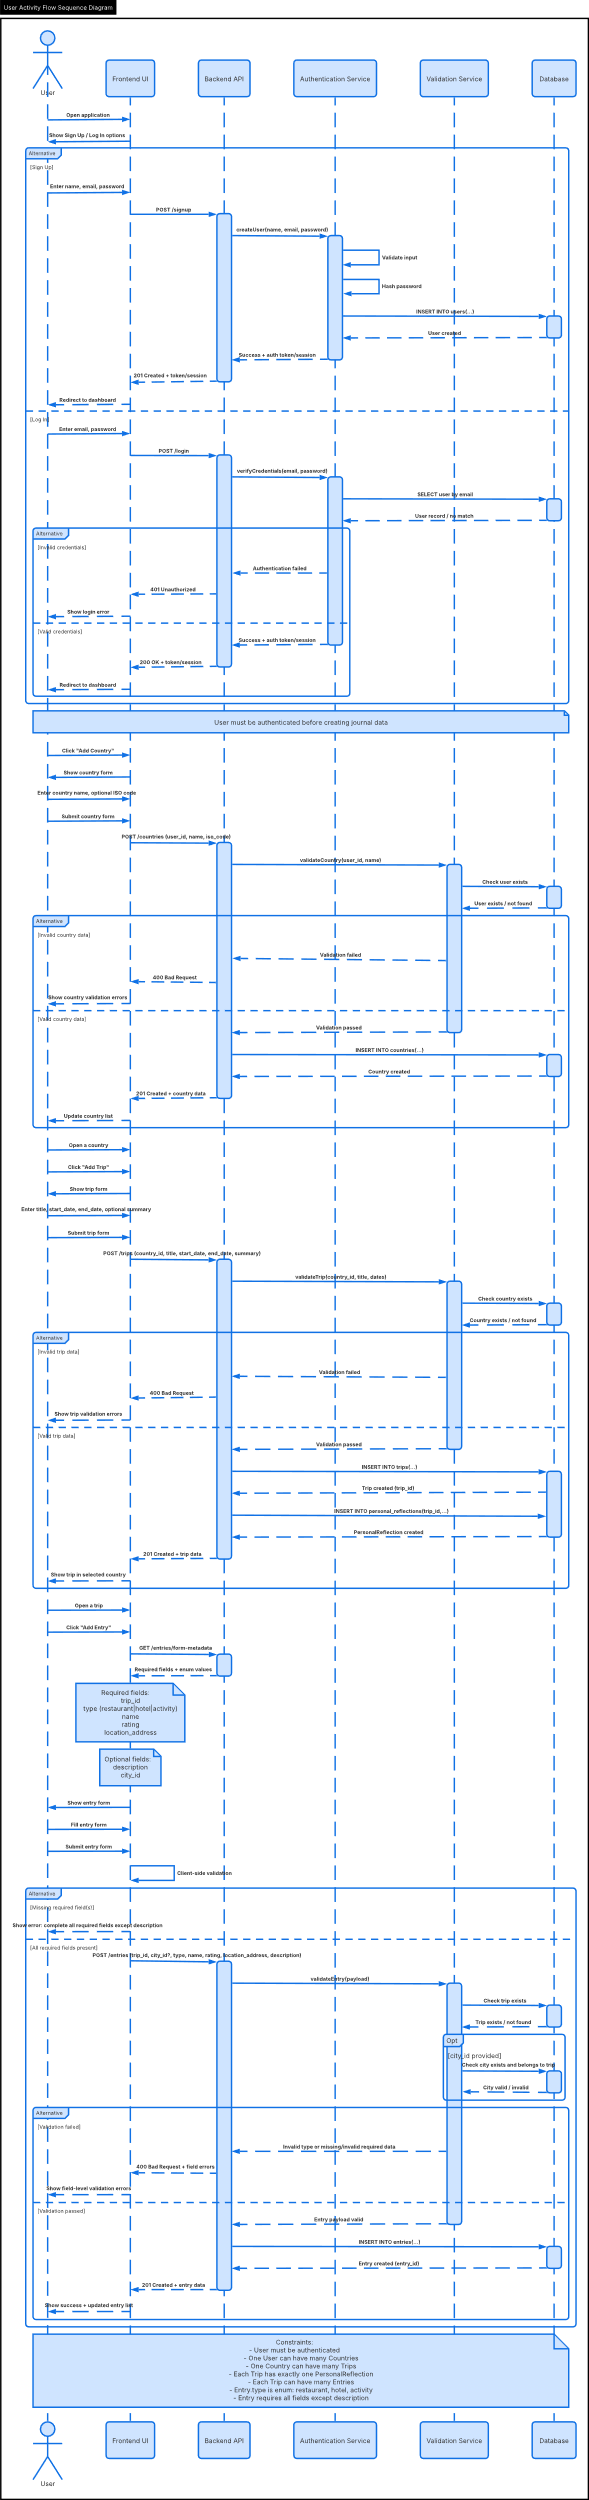 User Activity Flow Sequence Diagram
User
Frontend UI
Backend API
Authentication Service
Validation Service
Database
Open application
Show Sign Up / Log In options
Alternative
[Sign Up]
Enter name, email, password
POST /signup
createUser(name, email, password)
Validate input
Hash password
INSERT INTO users(...)
User created
Success + auth token/session
201 Created + token/session
Redirect to dashboard
[Log In]
Enter email, password
POST /login
verifyCredentials(email, password)
SELECT user by email
User record / no match
Alternative
[Invalid credentials]
Authentication failed
401 Unauthorized
Show login error
[Valid credentials]
Success + auth token/session
200 OK + token/session
Redirect to dashboard
User must be authenticated before creating journal data
Click "Add Country"
Show country form
Enter country name, optional ISO code
Submit country form
POST /countries (user_id, name, iso_code)
validateCountry(user_id, name)
Check user exists
User exists / not found
Alternative
[Invalid country data]
Validation failed
400 Bad Request
Show country validation errors
[Valid country data]
Validation passed
INSERT INTO countries(...)
Country created
201 Created + country data
Update country list
Open a country
Click "Add Trip"
Show trip form
Enter title, start_date, end_date, optional summary
Submit trip form
POST /trips (country_id, title, start_date, end_date, summary)
validateTrip(country_id, title, dates)
Check country exists
Country exists / not found
Alternative
[Invalid trip data]
Validation failed
400 Bad Request
Show trip validation errors
[Valid trip data]
Validation passed
INSERT INTO trips(...)
Trip created (trip_id)
INSERT INTO personal_reflections(trip_id,...)
PersonalReflection created
201 Created + trip data
Show trip in selected country
Open a trip
Click "Add Entry"
GET /entries/form-metadata
Required fields + enum values
Required fields:
trip_id
type (restaurant|hotel|activity)
name
rating
location_address
Optional fields:
description
city_id
Show entry form
Fill entry form
Submit entry form
Client-side validation
Alternative
[Missing required field(s)]
Show error: complete all required fields except description
[All required fields present]
POST /entries (trip_id, city_id?, type, name, rating, location_address, description)
validateEntry(payload)
Check trip exists
Trip exists / not found
Opt
[city_id provided]
Check city exists and belongs to trip
City valid / invalid
Alternative
[Validation failed]
Invalid type or missing/invalid required data
400 Bad Request + field errors
Show field-level validation errors
[Validation passed]
Entry payload valid
INSERT INTO entries(...)
Entry created (entry_id)
201 Created + entry data
Show success + updated entry list
Constraints:
- User must be authenticated
- One User can have many Countries
- One Country can have many Trips
- Each Trip has exactly one PersonalReflection
- Each Trip can have many Entries
- Entry.type is enum: restaurant, hotel, activity
- Entry requires all fields except description
User
Frontend UI
Backend API
Authentication Service
Validation Service
Database